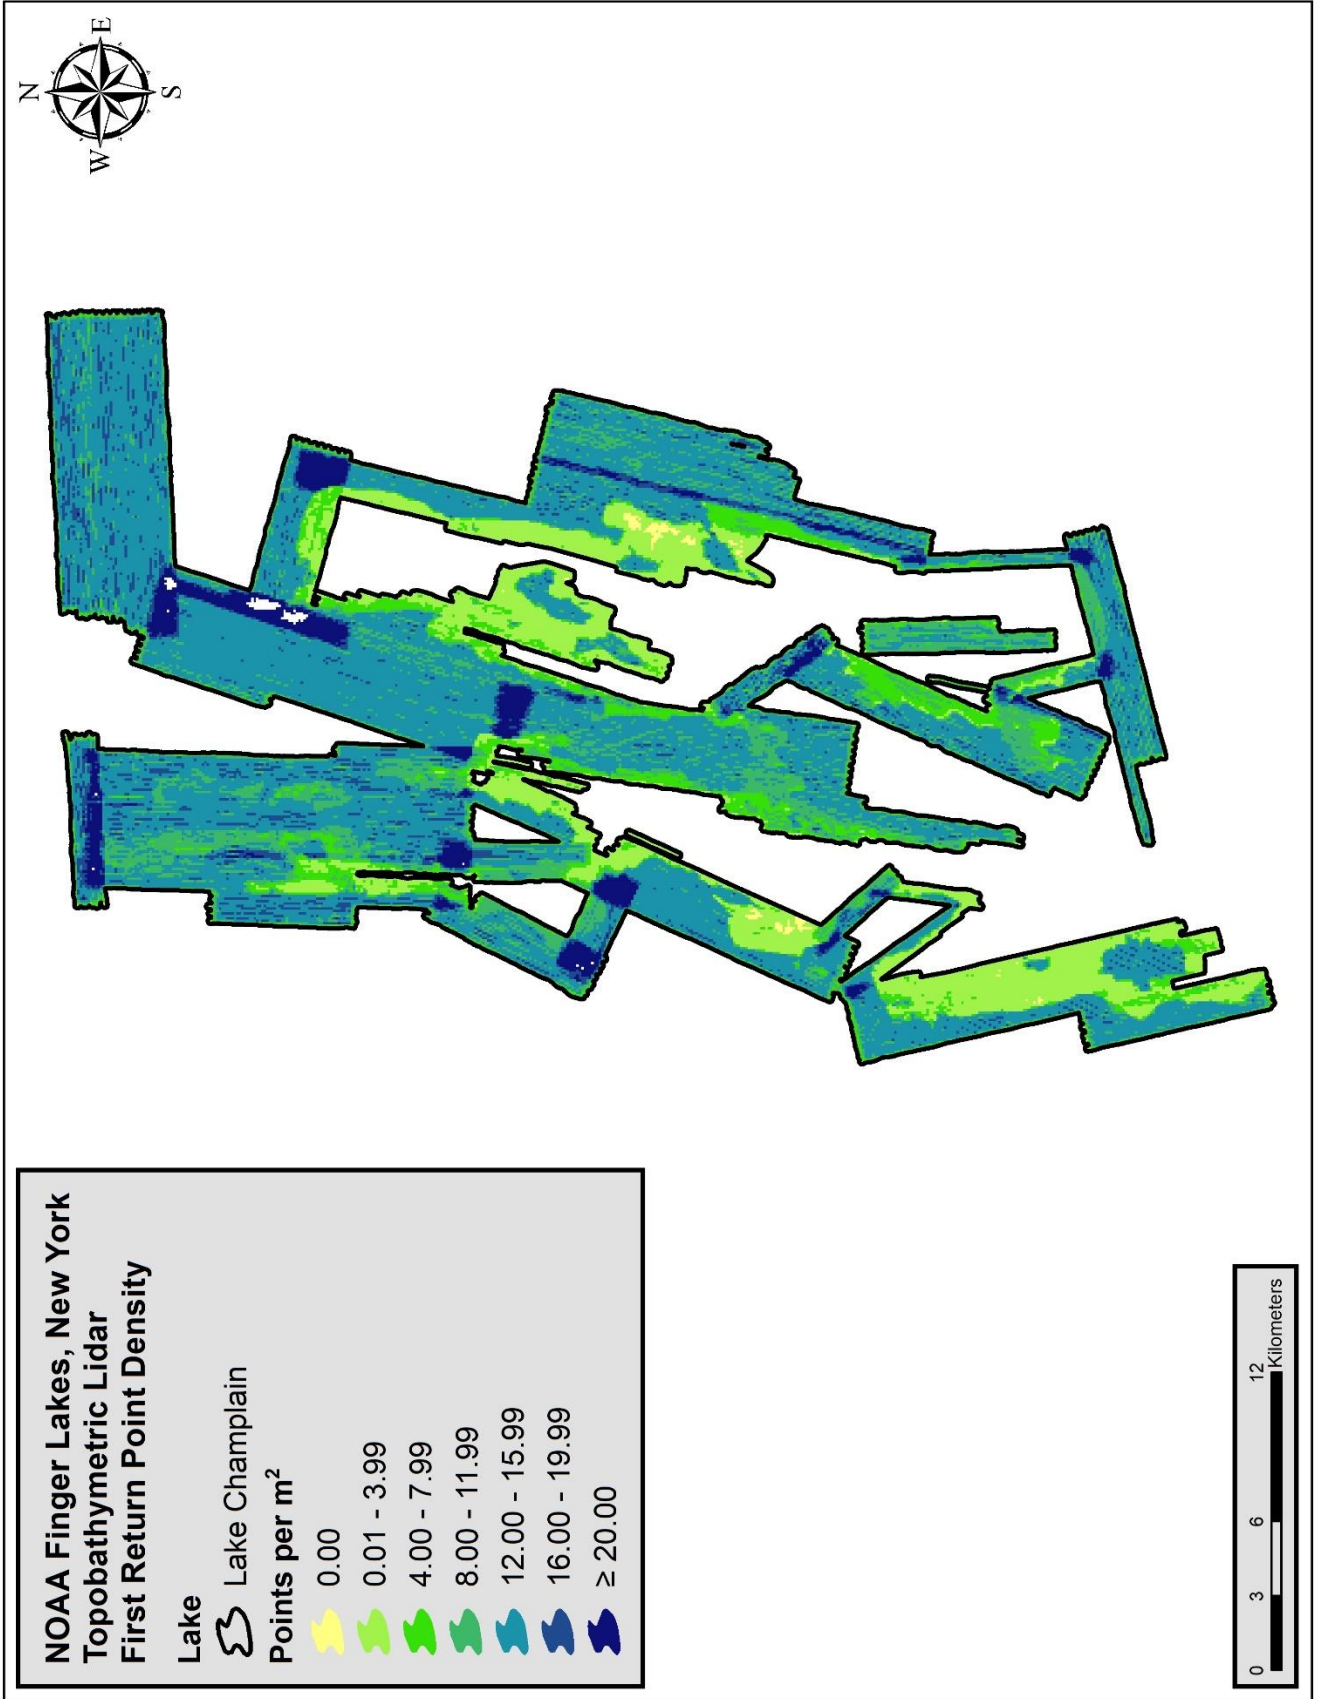 NOAA Finger Lakes, New York
Topobathymetric Lidar
First Return Point Density
Lake
Lake Champlain
Points per m²
0.00
0.01 - 3.99
4.00 - 7.99
8.00 - 11.99
12.00 - 15.99
16.00 - 19.99
≥ 20.00
N
W E
S
0 3 6 12
Kilometers